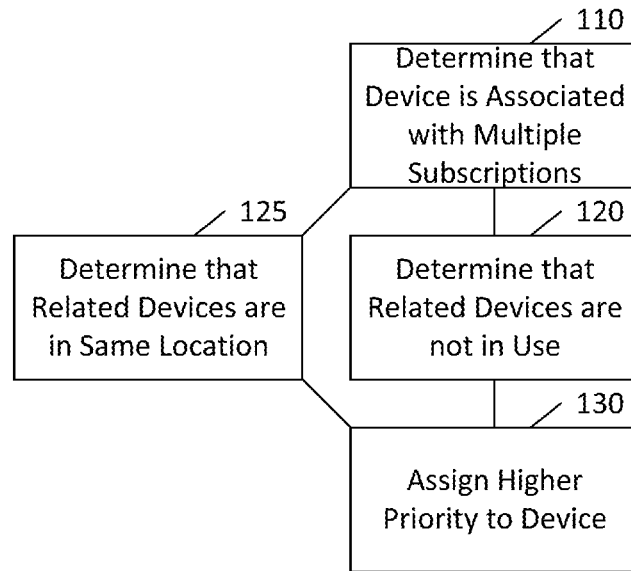 110
Determine that
Device is Associated
with Multiple
Subscriptions
125
Determine that
Related Devices are
in Same Location
120
Determine that
Related Devices are
not in Use
130
Assign Higher
Priority to Device